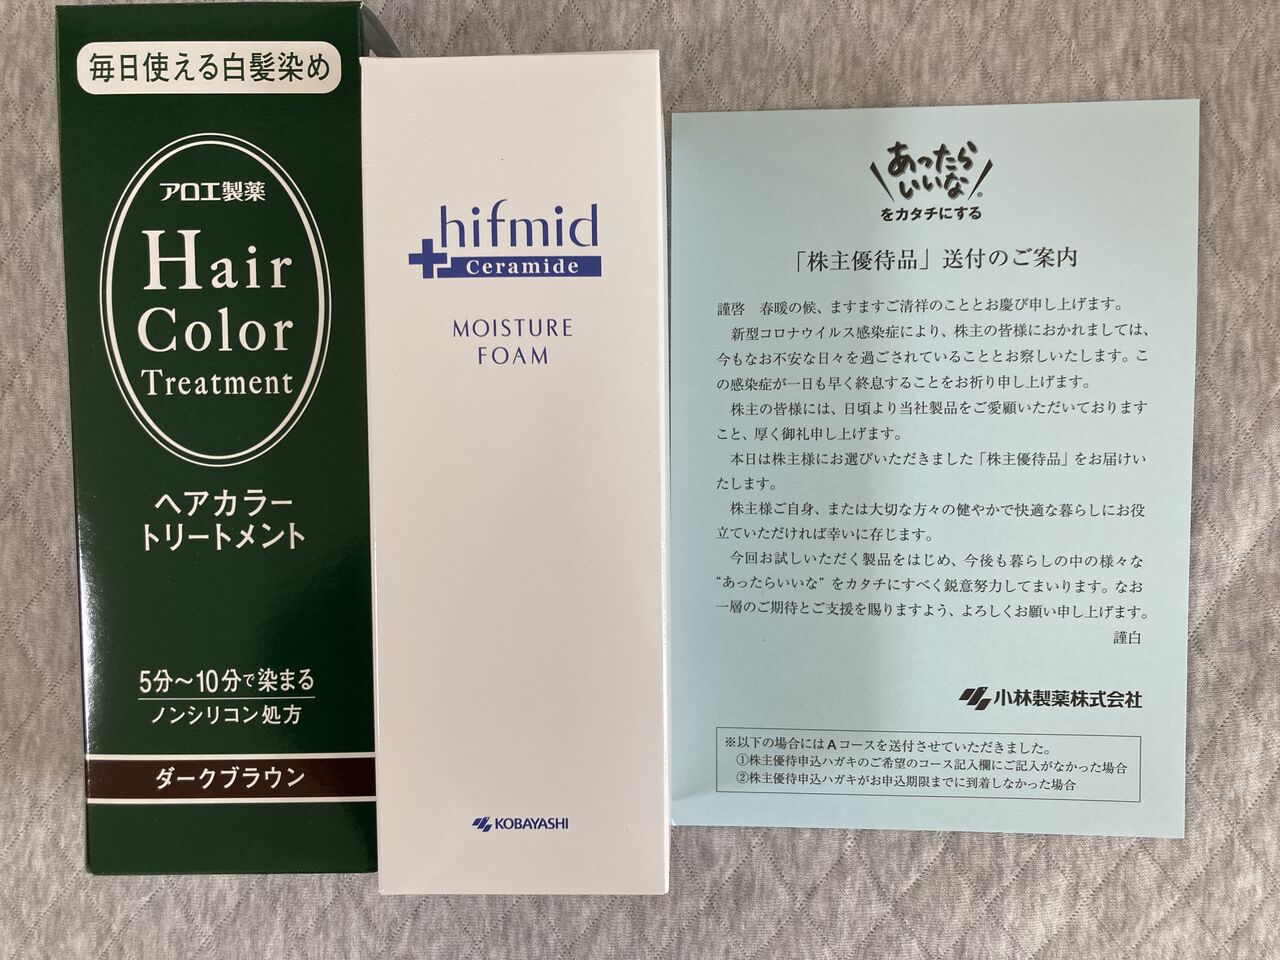 毎日使える白髪染め
アロエ製薬
Hair
Color
Treatment
ヘアカラー
トリートメント
5分〜10分で染まる
ノンシリコン処方
ダークブラウン
hifmid
Ceramide
MOISTURE
FOAM
KOBAYASHI
あったら
いいな®
をカタチにする
「株主優待品」送付のご案内
謹啓　春暖の候、ますますご清祥のこととお慶び申し上げます。
新型コロナウイルス感染症により、株主の皆様におかれましては、
今もなお不安な日々を過ごされていることとお察しいたします。こ
の感染症が一日も早く終息することをお祈り申し上げます。
株主の皆様には、日頃より当社製品をご愛顧いただいております
こと、厚く御礼申し上げます。
本日は株主様にお選びいただきました「株主優待品」をお届けい
たします。
株主様ご自身、または大切な方々の健やかで快適な暮らしにお役
立ていただければ幸いに存じます。
今回お試しいただく製品をはじめ、今後も暮らしの中の様々な
“あったらいいな” をカタチにすべく鋭意努力してまいります。なお
一層のご期待とご支援を賜りますよう、よろしくお願い申し上げます。
謹白
小林製薬株式会社
※以下の場合にはAコースを送付させていただきました。
①株主優待申込ハガキのご希望のコース記入欄にご記入がなかった場合
②株主優待申込ハガキがお申込期限までに到着しなかった場合